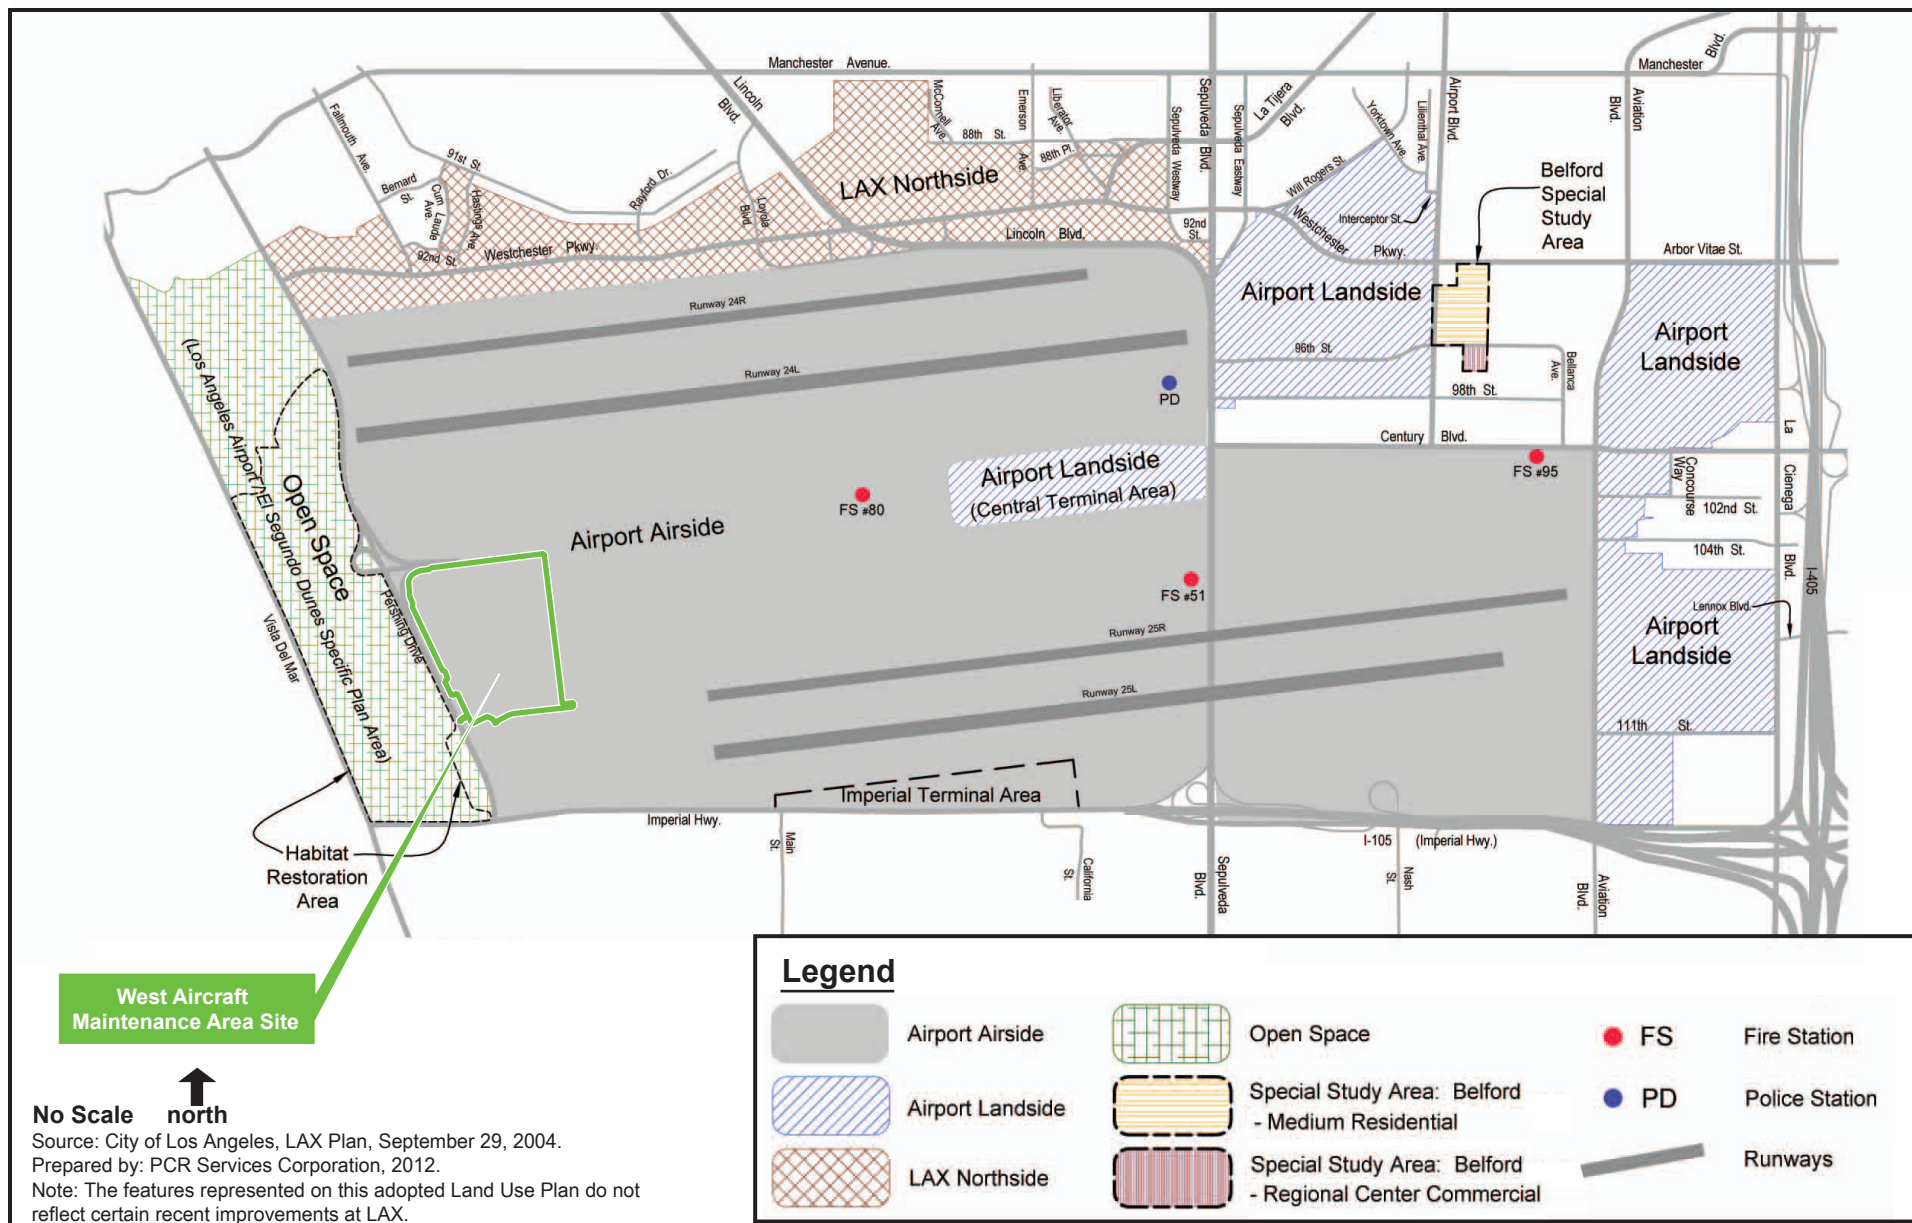 Manchester Avenue.
Manchester Blvd.
Lincoln Blvd.
McConnell Ave.
Emerson Ave.
Liberator Ave.
88th St.
88th Pl.
Sepulveda Westway
Sepulveda Blvd.
Sepulveda Eastway
La Tijera Blvd.
Yorktown Ave.
Lilienthal Ave.
Airport Blvd.
Aviation Blvd.
Fallmouth Ave.
91st St.
Bernard St.
Cum Laude Ave.
Hastings Ave
Rayford Dr.
Loyola Blvd.
92nd St.
Westchester Pkwy.
LAX Northside
Lincoln Blvd.
92nd St.
Will Rogers St.
Interceptor St.
Westchester Pkwy.
Belford
Special
Study
Area
Arbor Vitae St.
Runway 24R
Runway 24L
Airport Landside
96th St.
98th St.
Bellanca Ave.
Airport
Landside
PD
Century Blvd.
FS #95
La Cienega Blvd.
I-405
Concourse Way
102nd St.
104th St.
Lennox Blvd.
Airport
Landside
111th St.
Airport Landside
(Central Terminal Area)
FS #80
Airport Airside
FS #51
Runway 25R
Runway 25L
Open Space
(Los Angeles Airport / El Segundo Dunes Specific Plan Area)
Pershing Drive
Vista Del Mar
Imperial Terminal Area
Imperial Hwy.
Main St.
California St.
Sepulveda Blvd.
I-105 (Imperial Hwy.)
Nash St.
Aviation Blvd.
Habitat
Restoration
Area
West Aircraft
Maintenance Area Site
No Scale north
Source: City of Los Angeles, LAX Plan, September 29, 2004.
Prepared by: PCR Services Corporation, 2012.
Note: The features represented on this adopted Land Use Plan do not
reflect certain recent improvements at LAX.
Legend
Airport Airside
Airport Landside
LAX Northside
Open Space
Special Study Area: Belford
- Medium Residential
Special Study Area: Belford
- Regional Center Commercial
FS Fire Station
PD Police Station
Runways